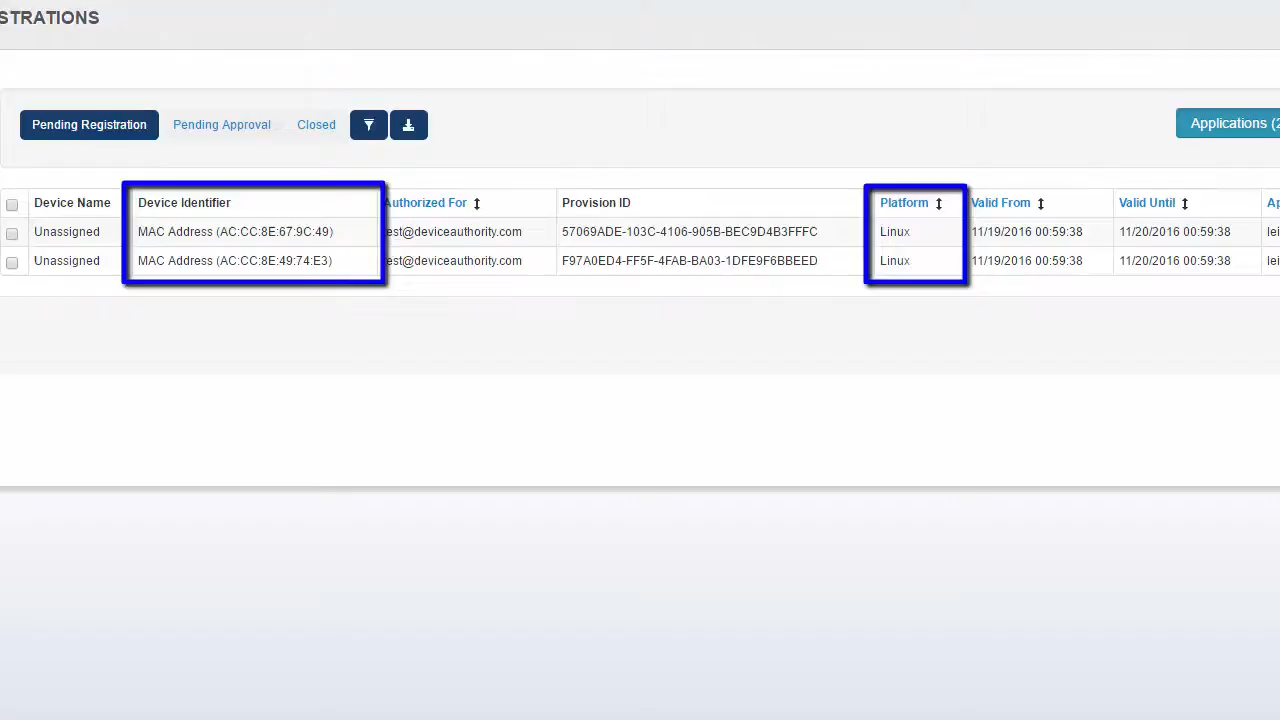 STRATIONS
Pending Registration Pending Approval Closed Applications (2
Device Name Device Identifier Authorized For Provision ID Platform Valid From Valid Until Ap
Unassigned MAC Address (AC:CC:8E:67:9C:49) est@deviceauthority.com 57069ADE-103C-4106-905B-BEC9D4B3FFFC Linux 11/19/2016 00:59:38 11/20/2016 00:59:38 lei
Unassigned MAC Address (AC:CC:8E:49:74:E3) est@deviceauthority.com F97A0ED4-FF5F-4FAB-BA03-1DFE9F6BBEED Linux 11/19/2016 00:59:38 11/20/2016 00:59:38 lei